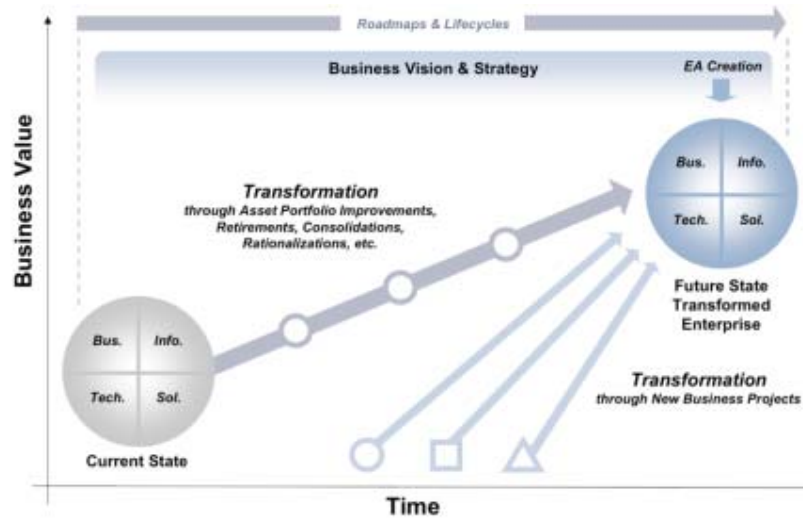 Roadmaps & Lifecycles
Business Vision & Strategy
EA Creation
Business Value
Bus.
Info.
Tech.
Sol.
Transformation
through Asset Portfolio Improvements,
Retirements, Consolidations,
Rationalizations, etc.
Future State
Transformed
Enterprise
Bus.
Info.
Tech.
Sol.
Current State
Transformation
through New Business Projects
Time